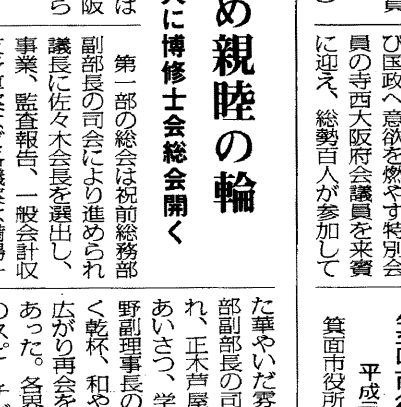 び国政へ意欲を燃やす特別会
員の寺西大阪府会議員を来賓
に迎え、総勢百人が参加して
め親睦の輪
に博修士会総会開く
第一部の総会は祝前総務部
副部長の司会により進められ
議長に佐々木会長を選出し、
事業、監査報告、一般会計収
箕面市役所
た華やいだ雰
部副部長の司
れ、正木芦屋
あいさつ、学
野副理事長の
く乾杯、和や
広がり再会を
あった。各界